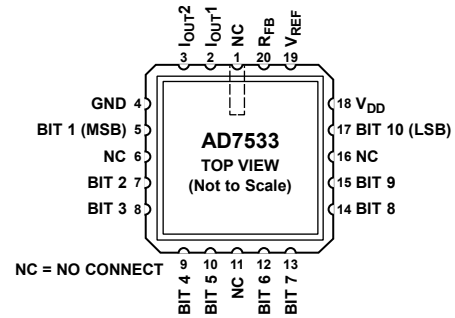 IOUT2
IOUT1
NC
RFB
VREF
3 2 1 20 19
GND 4
BIT 1 (MSB) 5
NC 6
BIT 2 7
BIT 3 8
AD7533
TOP VIEW
(Not to Scale)
18 VDD
17 BIT 10 (LSB)
16 NC
15 BIT 9
14 BIT 8
NC = NO CONNECT
9 10 11 12 13
BIT 4
BIT 5
NC
BIT 6
BIT 7